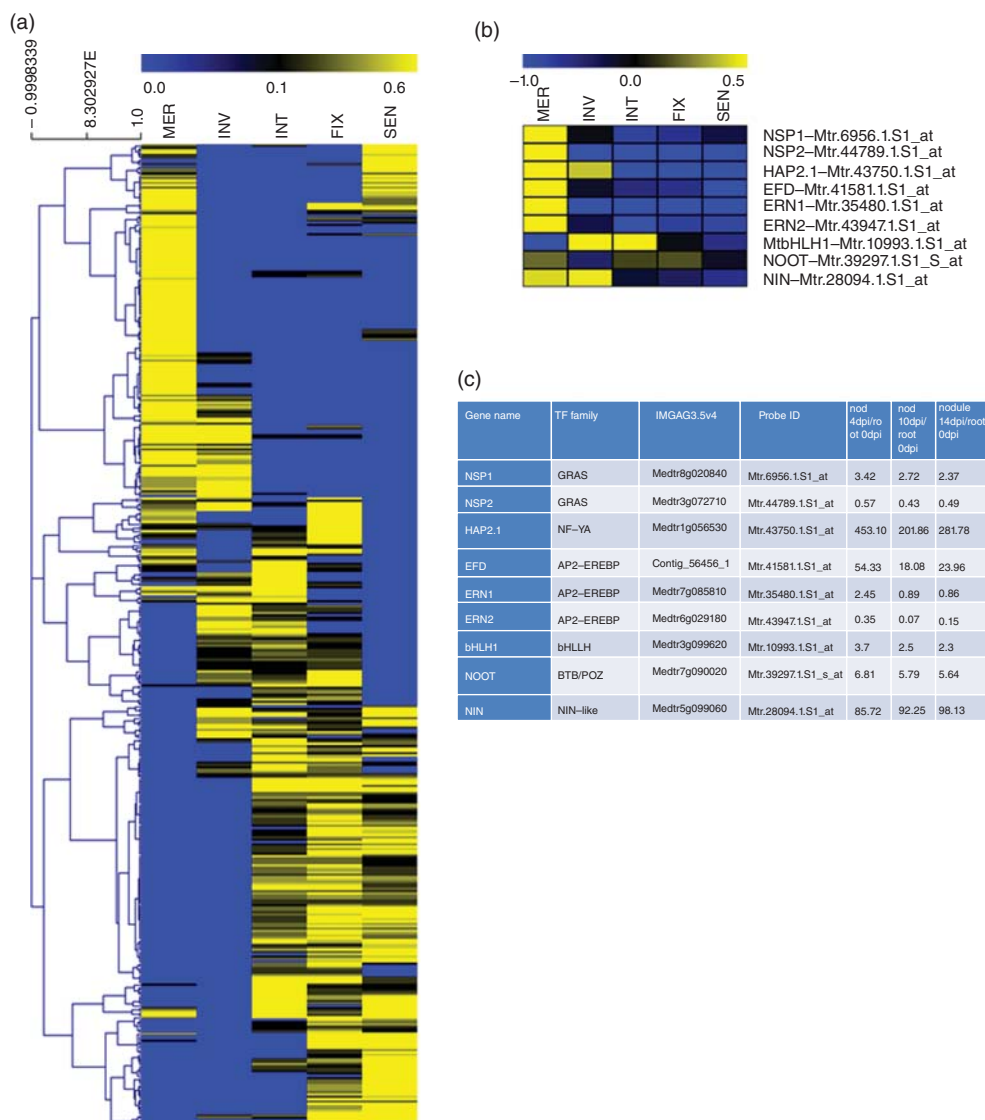 (a)
– 0.9998339
8.302927E
1.0
0.0 0.1 0.6
MER INV INT FIX SEN
(b)
–1.0 0.0 0.5
MER INV INT FIX SEN
NSP1–Mtr.6956.1.S1_at
NSP2–Mtr.44789.1.S1_at
HAP2.1–Mtr.43750.1.S1_at
EFD–Mtr.41581.1.S1_at
ERN1–Mtr.35480.1.S1_at
ERN2–Mtr.43947.1.S1_at
MtbHLH1–Mtr.10993.1.S1_at
NOOT–Mtr.39297.1.S1_S_at
NIN–Mtr.28094.1.S1_at
(c)
Gene name TF family IMGAG3.5v4 Probe ID nod 4dpi/ro ot 0dpi nod 10dpi/ root 0dpi nodule 14dpi/root 0dpi
NSP1 GRAS Medtr8g020840 Mtr.6956.1.S1_at 3.42 2.72 2.37
NSP2 GRAS Medtr3g072710 Mtr.44789.1.S1_at 0.57 0.43 0.49
HAP2.1 NF–YA Medtr1g056530 Mtr.43750.1.S1_at 453.10 201.86 281.78
EFD AP2–EREBP Contig_56456_1 Mtr.41581.1.S1_at 54.33 18.08 23.96
ERN1 AP2–EREBP Medtr7g085810 Mtr.35480.1.S1_at 2.45 0.89 0.86
ERN2 AP2–EREBP Medtr6g029180 Mtr.43947.1.S1_at 0.35 0.07 0.15
bHLH1 bHLLH Medtr3g099620 Mtr.10993.1.S1_at 3.7 2.5 2.3
NOOT BTB/POZ Medtr7g090020 Mtr.39297.1.S1_s_at 6.81 5.79 5.64
NIN NIN–like Medtr5g099060 Mtr.28094.1.S1_at 85.72 92.25 98.13